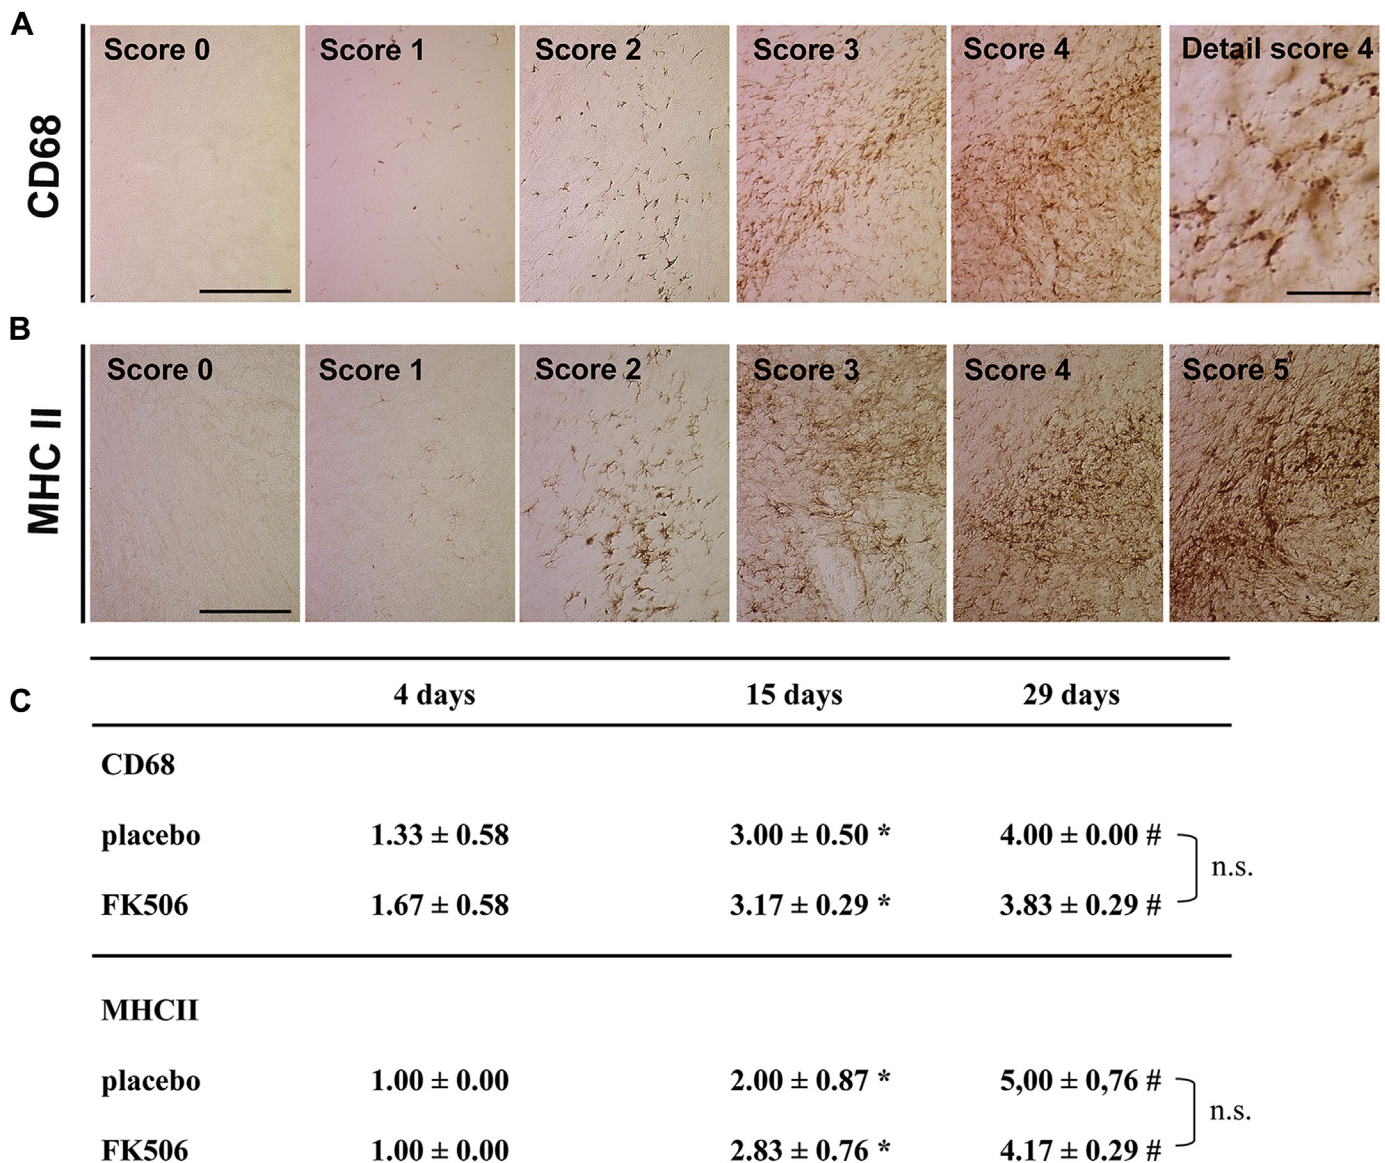 A
CD68
Score 0 Score 1 Score 2 Score 3 Score 4 Detail score 4
B
MHC II
Score 0 Score 1 Score 2 Score 3 Score 4 Score 5
C
4 days 15 days 29 days
CD68
placebo 1.33 ± 0.58 3.00 ± 0.50 * 4.00 ± 0.00 #
n.s.
FK506 1.67 ± 0.58 3.17 ± 0.29 * 3.83 ± 0.29 #
MHCII
placebo 1.00 ± 0.00 2.00 ± 0.87 * 5,00 ± 0,76 #
n.s.
FK506 1.00 ± 0.00 2.83 ± 0.76 * 4.17 ± 0.29 #